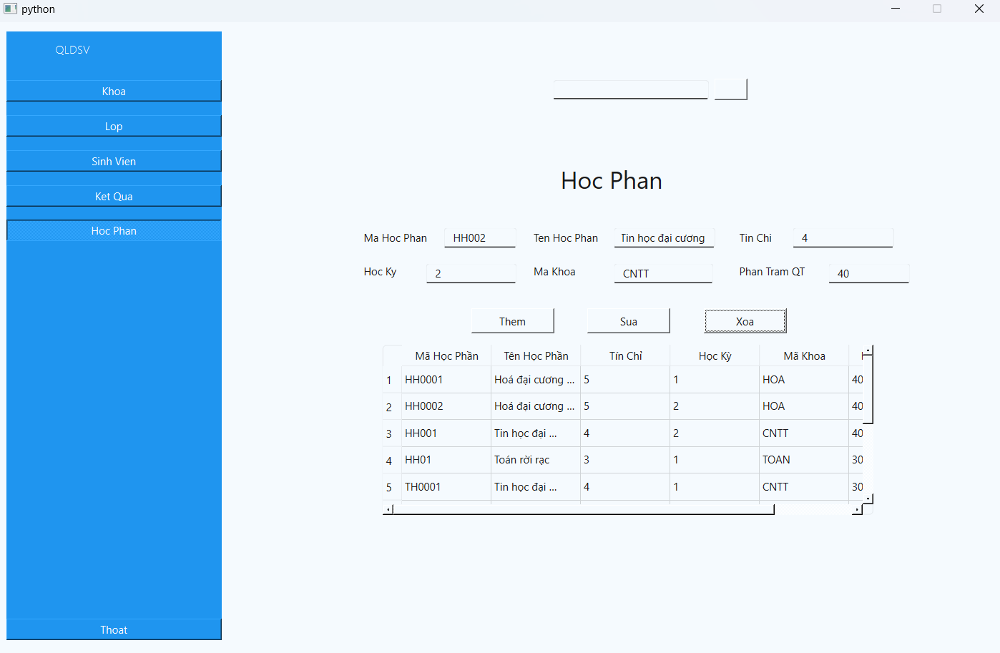 python
QLDSV
Khoa
Lop
Sinh Vien
Ket Qua
Hoc Phan
Thoat
Hoc Phan
Ma Hoc Phan HH002 Ten Hoc Phan Tin học đại cương Tin Chi 4
Hoc Ky 2 Ma Khoa CNTT Phan Tram QT 40
Them Sua Xoa
Mã Học Phần Tên Học Phần Tín Chỉ Học Kỳ Mã Khoa
1 HH0001 Hoá đại cương ... 5 1 HOA 40
2 HH0002 Hoá đại cương ... 5 2 HOA 40
3 HH001 Tin học đại ... 4 2 CNTT 40
4 HH01 Toán rời rạc 3 1 TOAN 30
5 TH0001 Tin học đại ... 4 1 CNTT 30